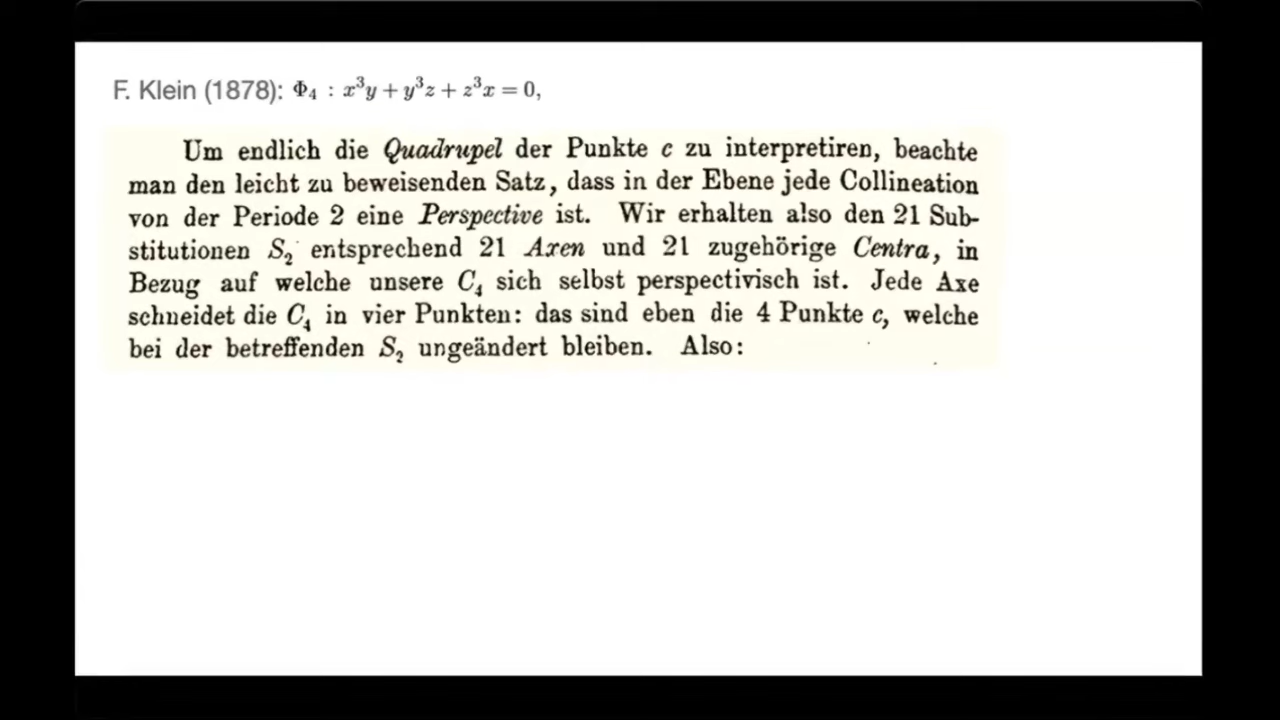 F. Klein (1878): Φ₄ : x³y + y³z + z³x = 0,
Um endlich die Quadrupel der Punkte c zu interpretiren, beachte
man den leicht zu beweisenden Satz, dass in der Ebene jede Collineation
von der Periode 2 eine Perspective ist. Wir erhalten also den 21 Sub-
stitutionen S₂ entsprechend 21 Axen und 21 zugehörige Centra, in
Bezug auf welche unsere C₄ sich selbst perspectivisch ist. Jede Axe
schneidet die C₄ in vier Punkten: das sind eben die 4 Punkte c, welche
bei der betreffenden S₂ ungeändert bleiben. Also: